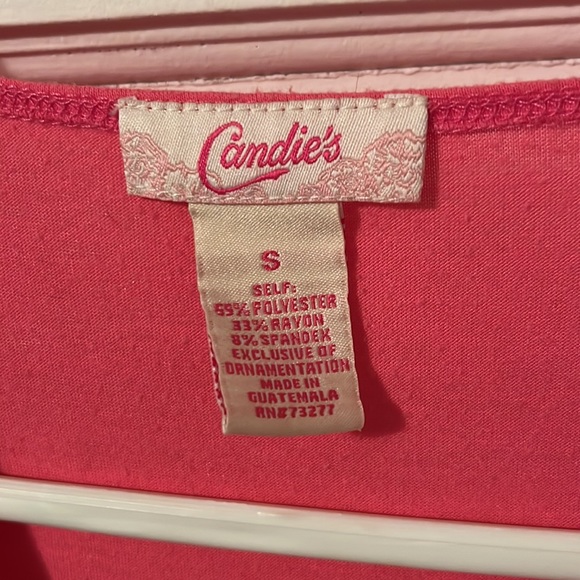 Candie's
S
SELF:
59% POLYESTER
33% RAYON
8% SPANDEX
EXCLUSIVE OF
ORNAMENTATION
MADE IN
GUATEMALA
RN#73277